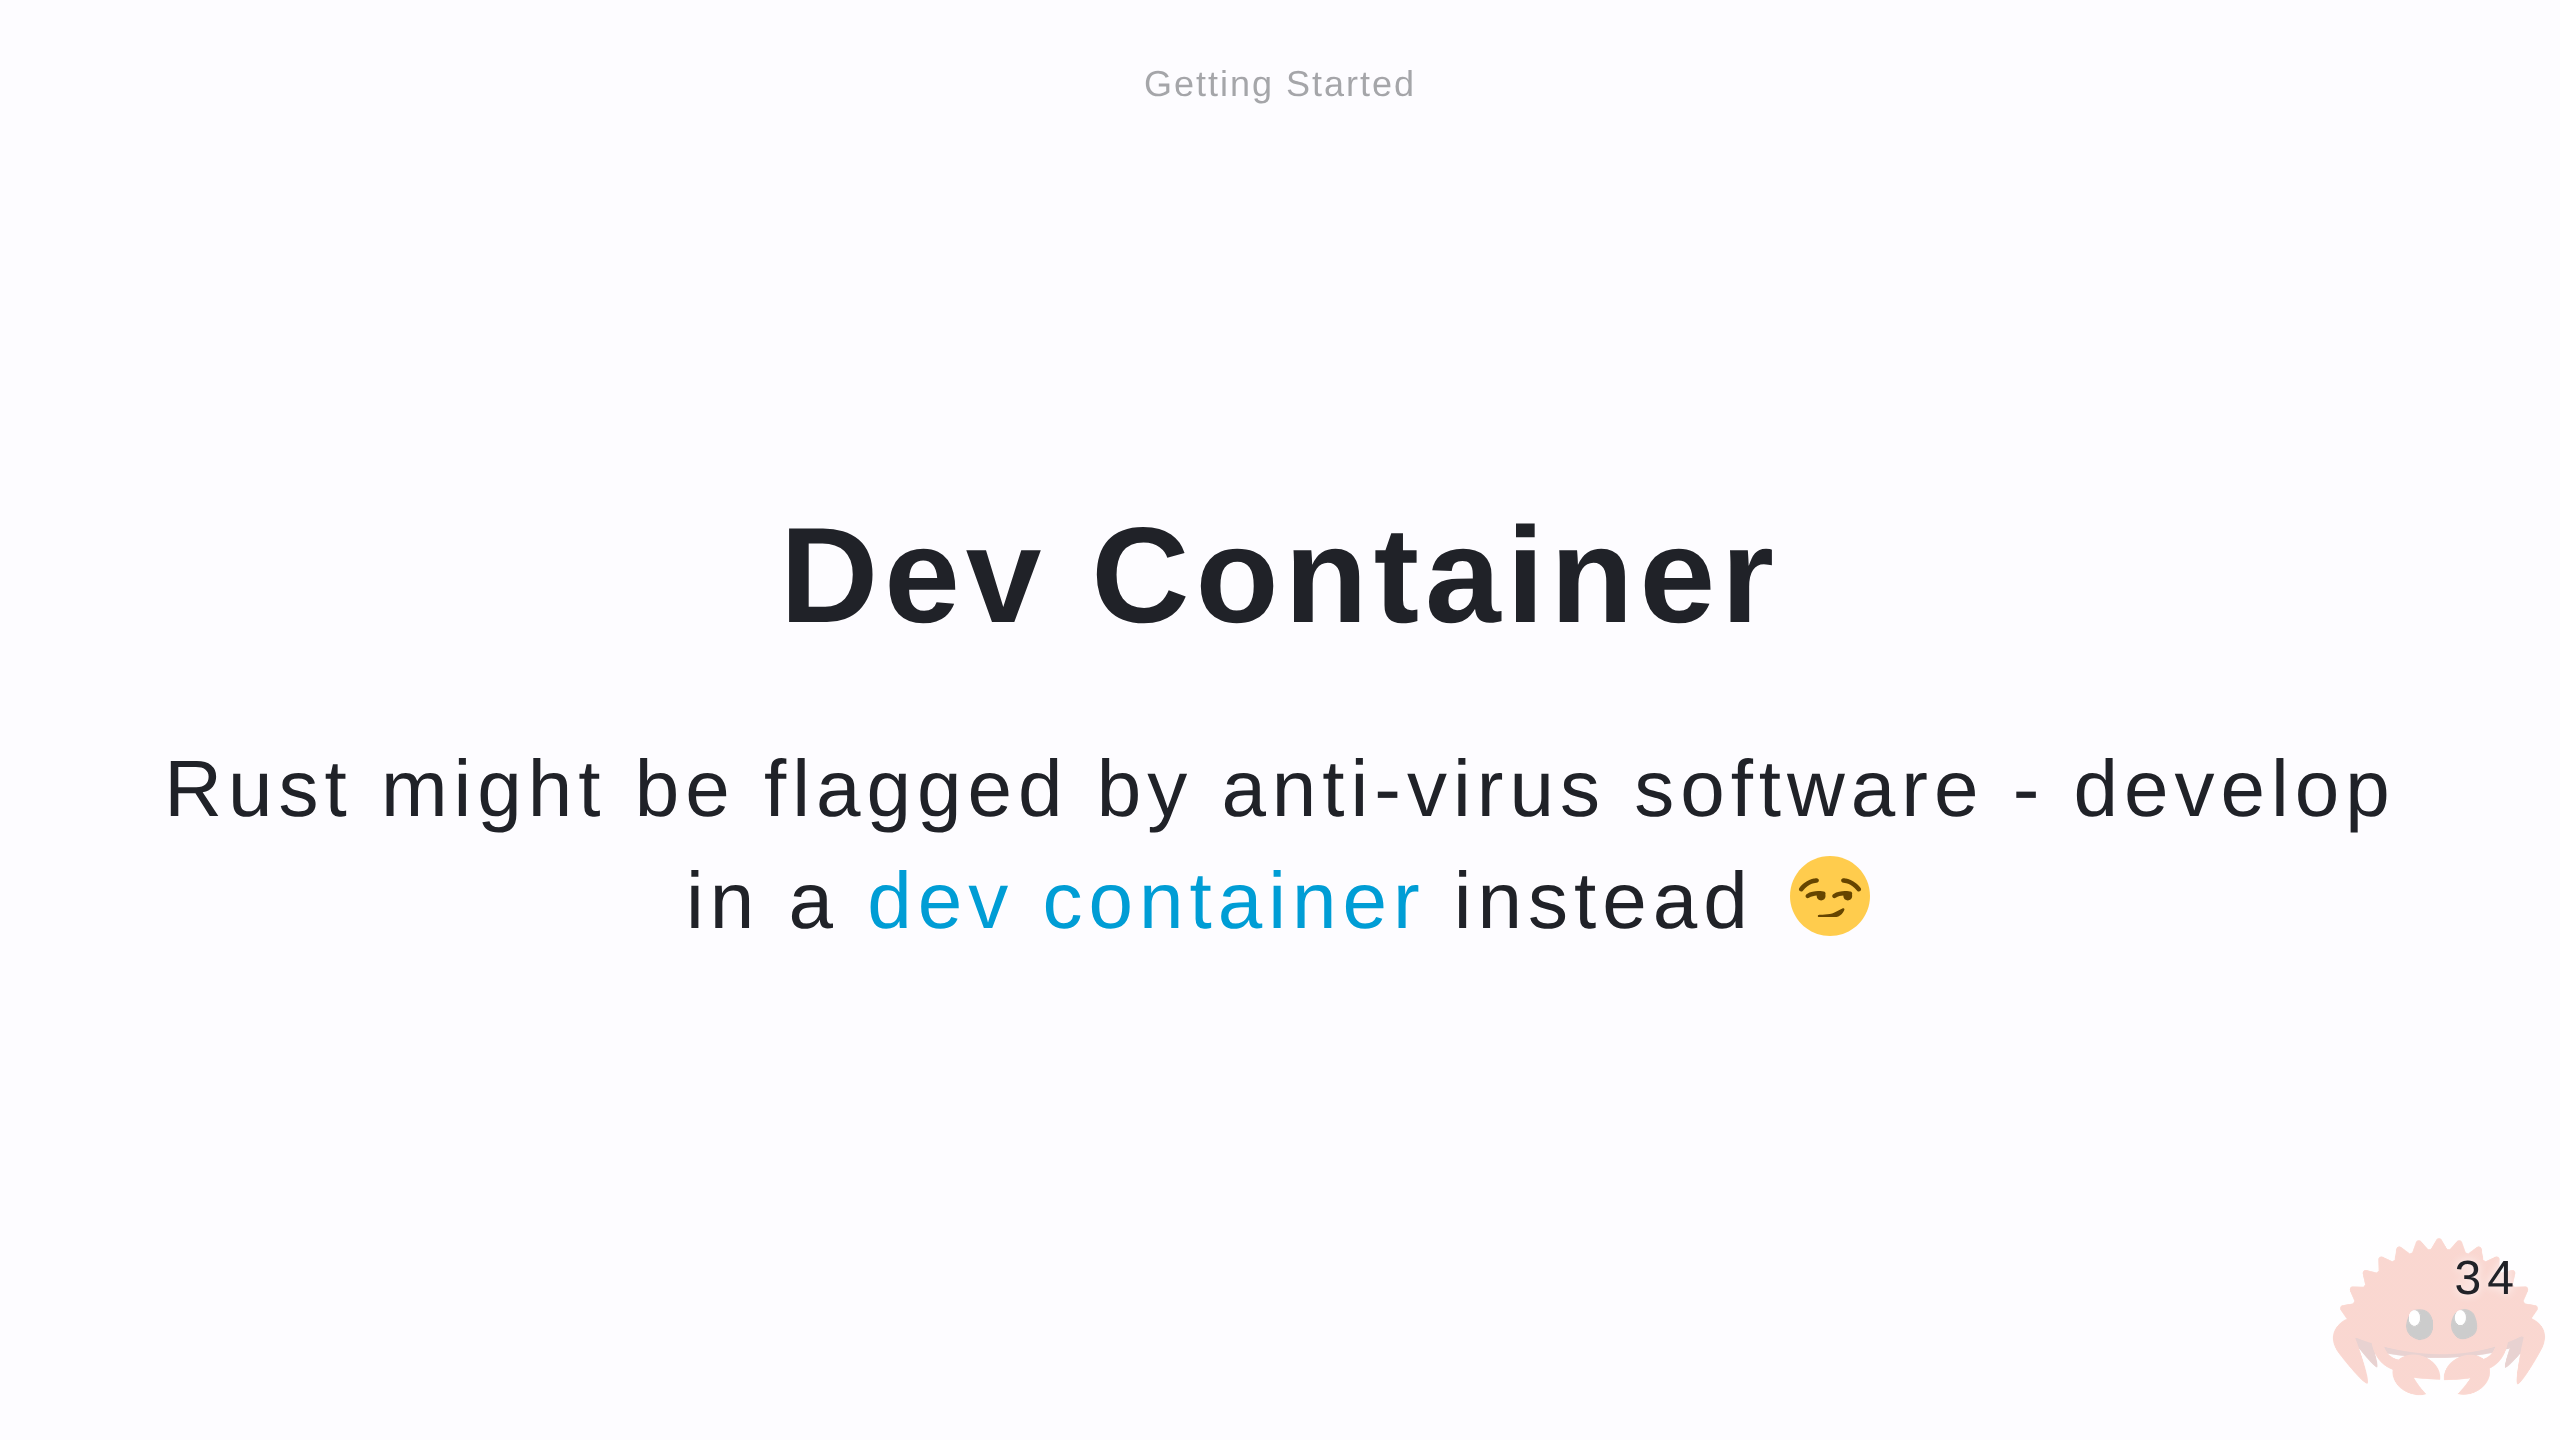 Getting Started
Dev Container
Rust might be flagged by anti-virus software - develop
in a dev container instead 😏
34